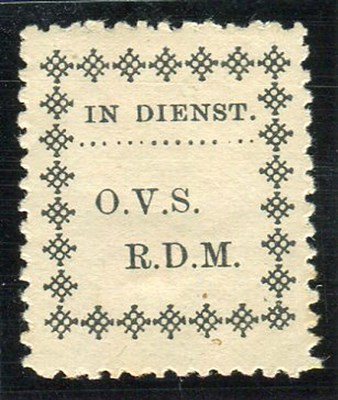 IN DIENST.
O.V.S.
R.D.M.